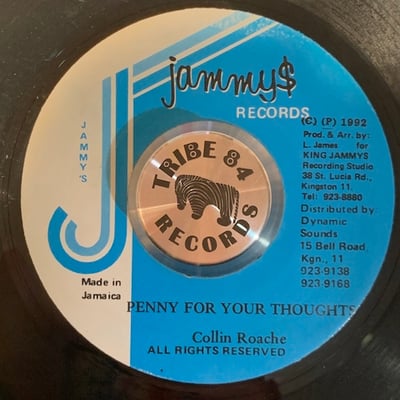 jammy$
RECORDS
JAMMY'S
(C) (P) 1992
Prod. & Arr. by:
L. James for
KING JAMMYS
Recording Studio
38 St. Lucia Rd.,
Kingston 11,
Tel: 923-8880
Distributed by:
Dynamic
Sounds
15 Bell Road,
Kgn., 11
923-9138
923-9168
TRIBE 84
RECORDS
Made in
Jamaica
PENNY FOR YOUR THOUGHTS
Collin Roache
ALL RIGHTS RESERVED